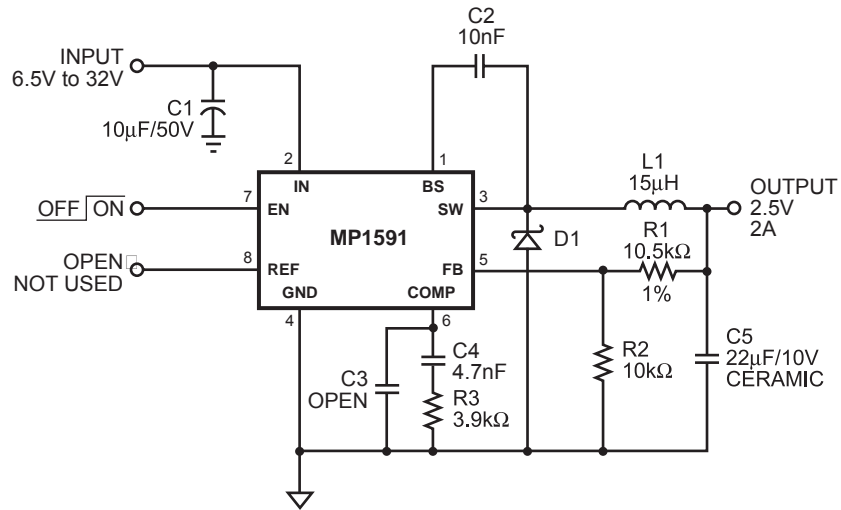 C2
10nF
INPUT
6.5V to 32V
C1
10μF/50V
2
1
IN
BS
L1
15μH
OUTPUT
2.5V
2A
7
EN
SW
3
OFF ON
MP1591
D1
R1
10.5kΩ
1%
OPEN
NOT USED
8
REF
FB
5
GND
COMP
4
6
C5
22μF/10V
CERAMIC
C4
4.7nF
R2
10kΩ
C3
OPEN
R3
3.9kΩ